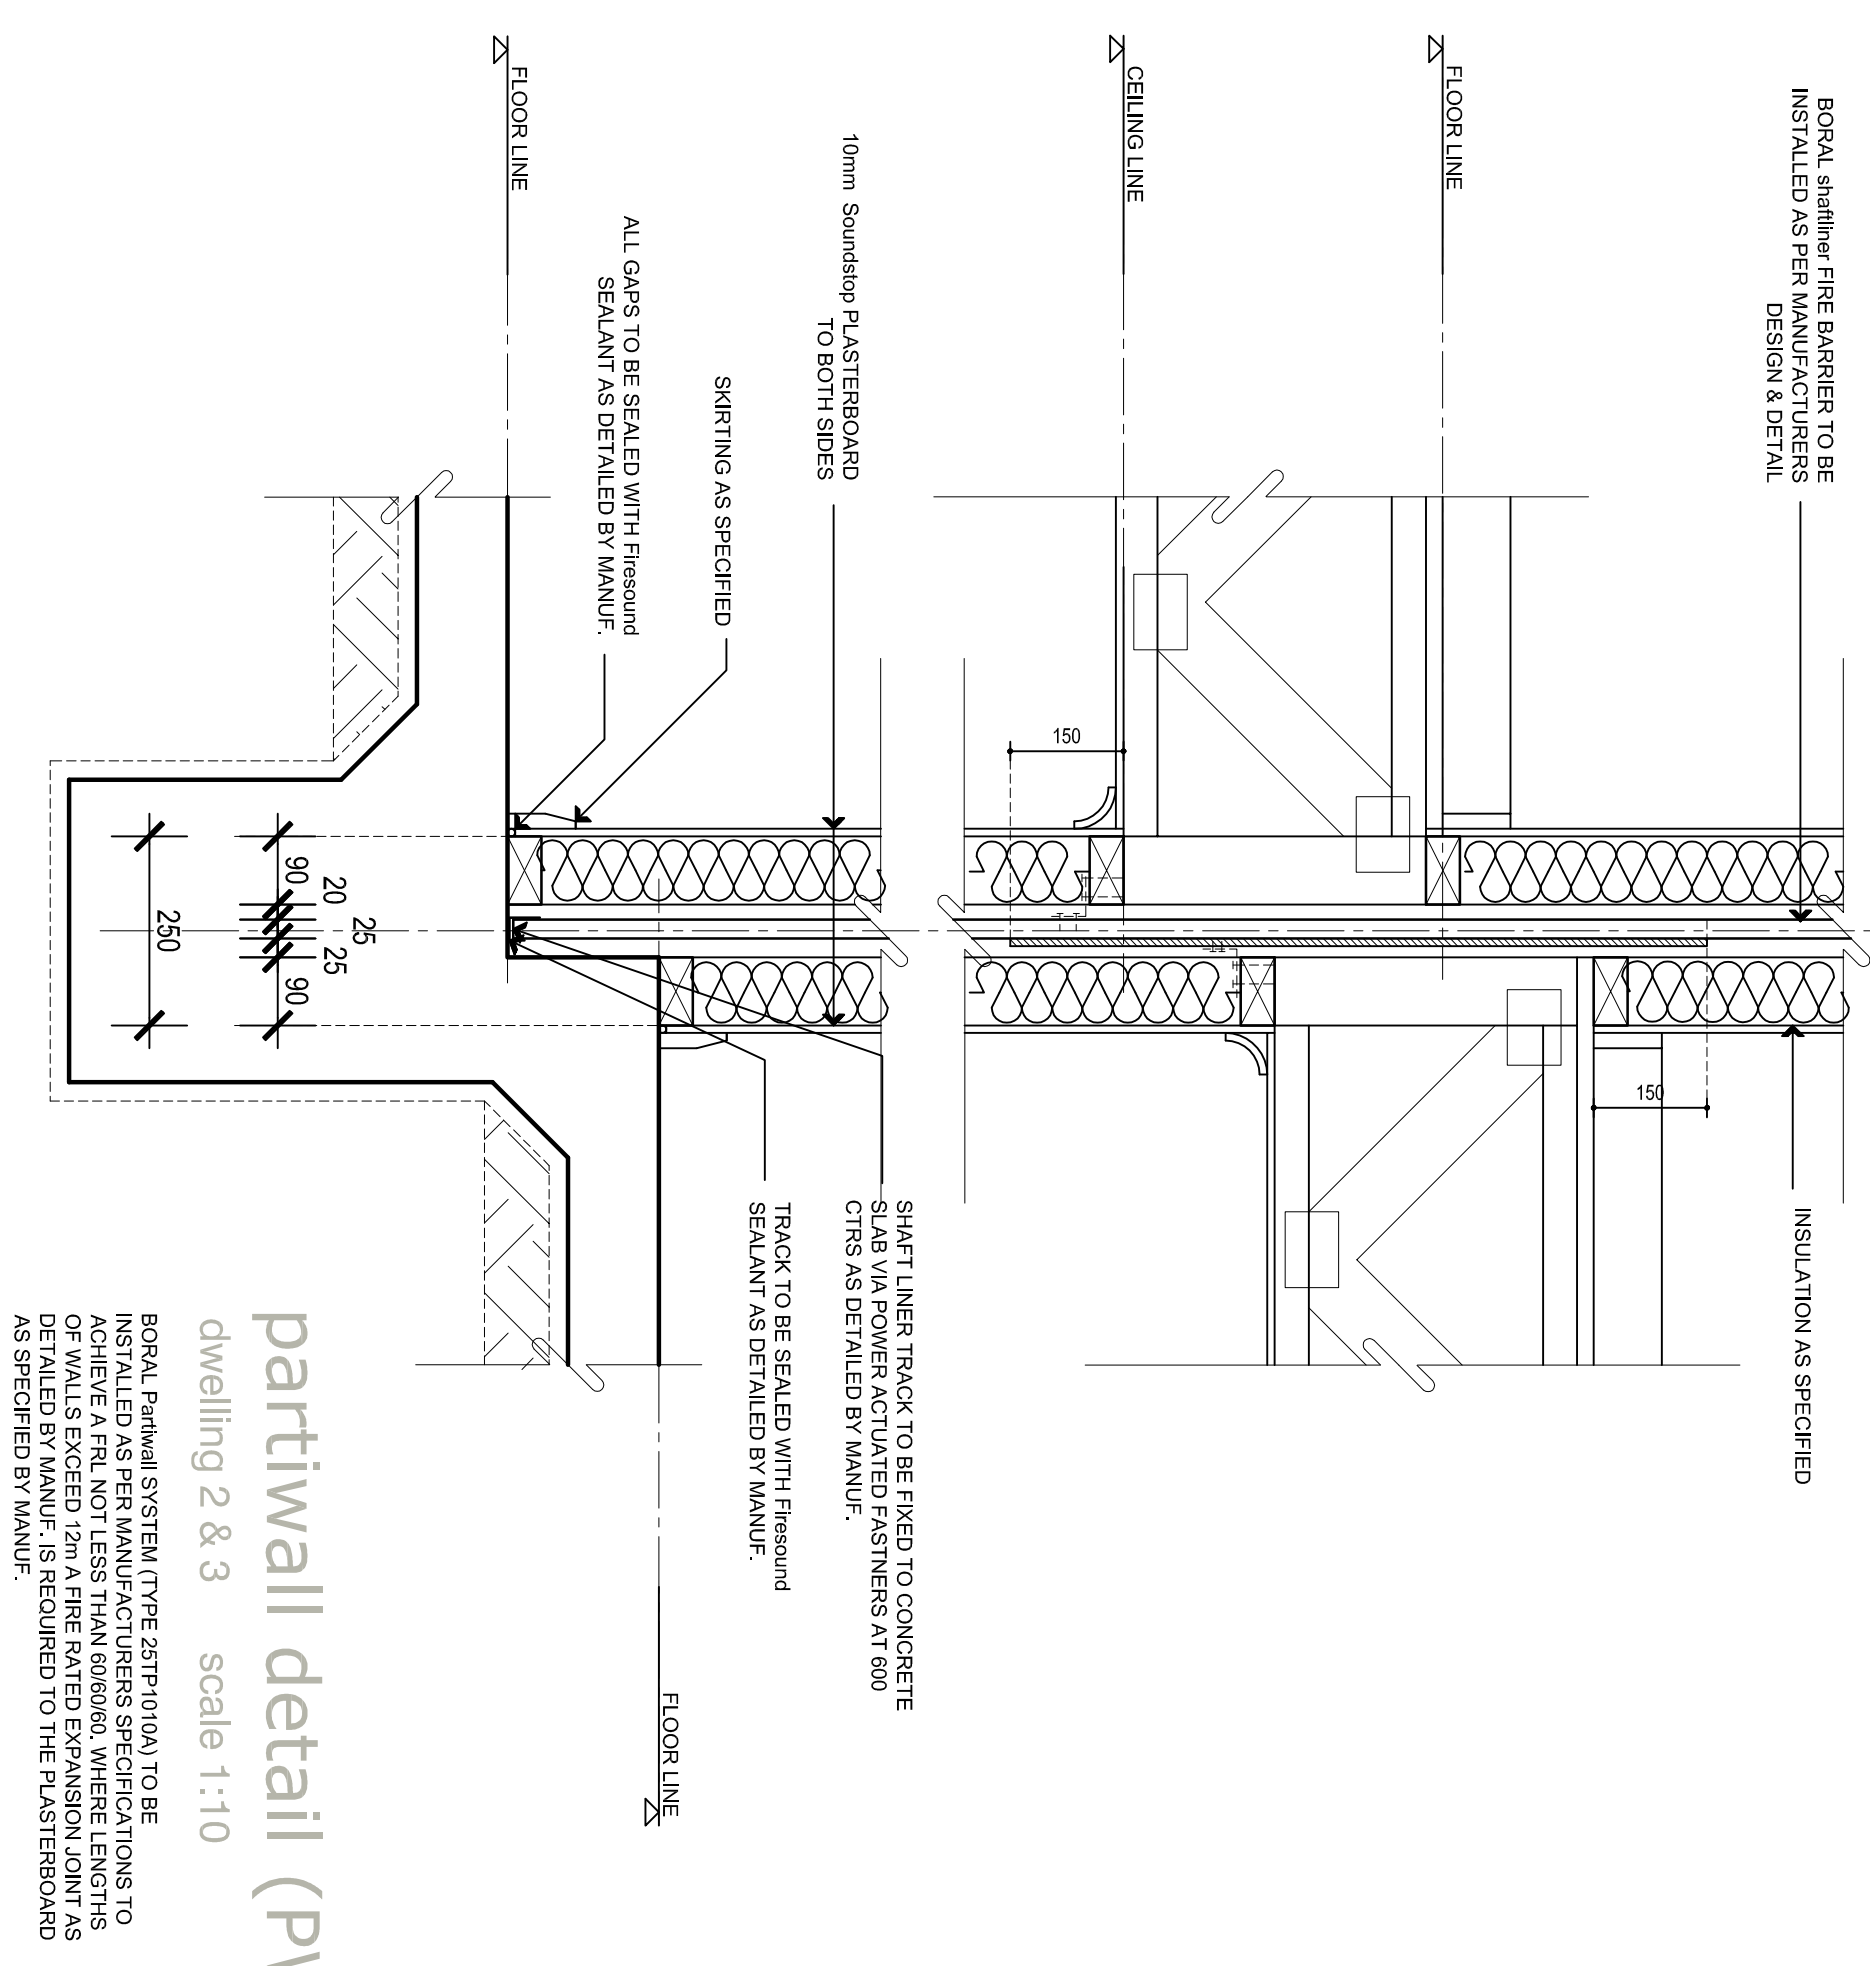 BORAL shaftliner FIRE BARRIER TO BE
INSTALLED AS PER MANUFACTURERS
DESIGN & DETAIL
FLOOR LINE
CEILING LINE
10mm Soundstop PLASTERBOARD
TO BOTH SIDES
SKIRTING AS SPECIFIED
ALL GAPS TO BE SEALED WITH Firesound
SEALANT AS DETAILED BY MANUF.
FLOOR LINE
150
150
INSULATION AS SPECIFIED
SHAFT LINER TRACK TO BE FIXED TO CONCRETE
SLAB VIA POWER ACTUATED FASTNERS AT 600
CTRS AS DETAILED BY MANUF.
TRACK TO BE SEALED WITH Firesound
SEALANT AS DETAILED BY MANUF.
FLOOR LINE
90
20
25
25
90
250
partiwall detail (P
dwelling 2 & 3 scale 1:10
BORAL Partiwall SYSTEM (TYPE 25TP1010A) TO BE
INSTALLED AS PER MANUFACTURERS SPECIFICATIONS TO
ACHIEVE A FRL NOT LESS THAN 60/60/60. WHERE LENGTHS
OF WALLS EXCEED 12m A FIRE RATED EXPANSION JOINT AS
DETAILED BY MANUF. IS REQUIRED TO THE PLASTERBOARD
AS SPECIFIED BY MANUF.